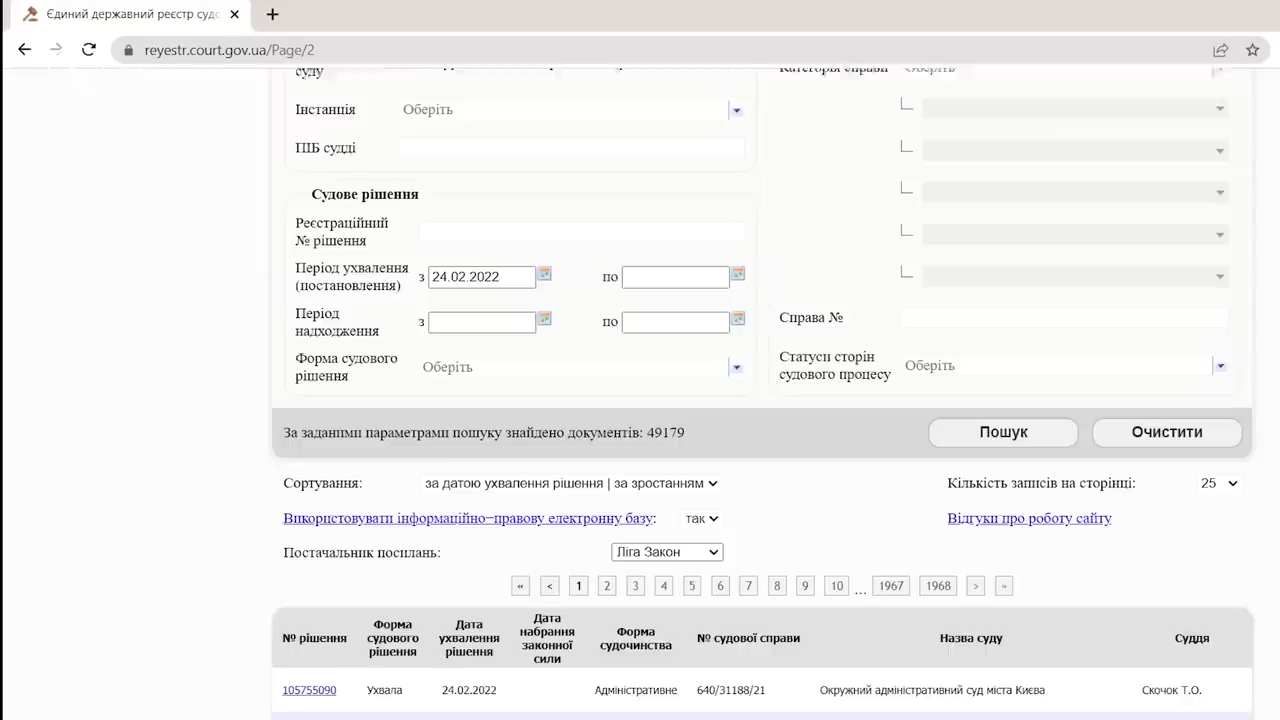 Єдиний державний реєстр судо
reyestr.court.gov.ua/Page/2
суду
Категорія справи Оберіть
Інстанція Оберіть
ПІБ судді
Судове рішення
Реєстраційний
№ рішення
Період ухвалення
(постановлення) з 24.02.2022 по
Період
надходження з по
Справа №
Форма судового
рішення Оберіть
Статуси сторін
судового процесу Оберіть
За заданими параметрами пошуку знайдено документів: 49179 Пошук Очистити
Сортування: за датою ухвалення рішення | за зростанням Кількість записів на сторінці: 25
Використовувати інформаційно−правову електронну базу: так Відгуки про роботу сайту
Постачальник посилань: Ліга Закон
« < 1 2 3 4 5 6 7 8 9 10 ... 1967 1968 > »
№ рішення Форма судового рішення Дата ухвалення рішення Дата набрання законної сили Форма судочинства № судової справи Назва суду Суддя
105755090 Ухвала 24.02.2022 Адміністративне 640/31188/21 Окружний адміністративний суд міста Києва Скочок Т.О.